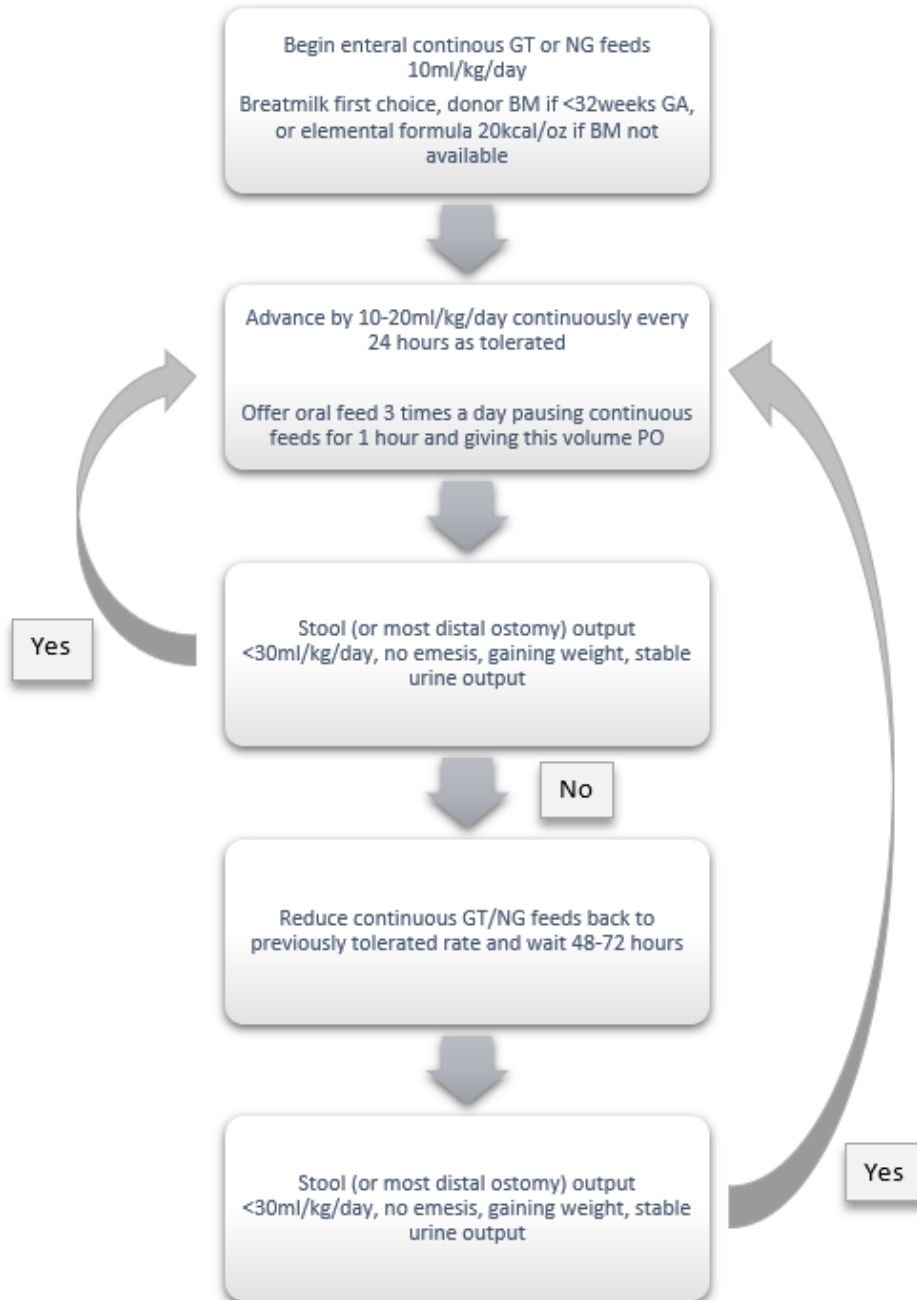 Begin enteral continous GT or NG feeds
10ml/kg/day
Breatmilk first choice, donor BM if <32weeks GA,
or elemental formula 20kcal/oz if BM not
available
Advance by 10-20ml/kg/day continuously every
24 hours as tolerated
Offer oral feed 3 times a day pausing continuous
feeds for 1 hour and giving this volume PO
Stool (or most distal ostomy) output
<30ml/kg/day, no emesis, gaining weight, stable
urine output
Yes
No
Reduce continuous GT/NG feeds back to
previously tolerated rate and wait 48-72 hours
Stool (or most distal ostomy) output
<30ml/kg/day, no emesis, gaining weight, stable
urine output
Yes